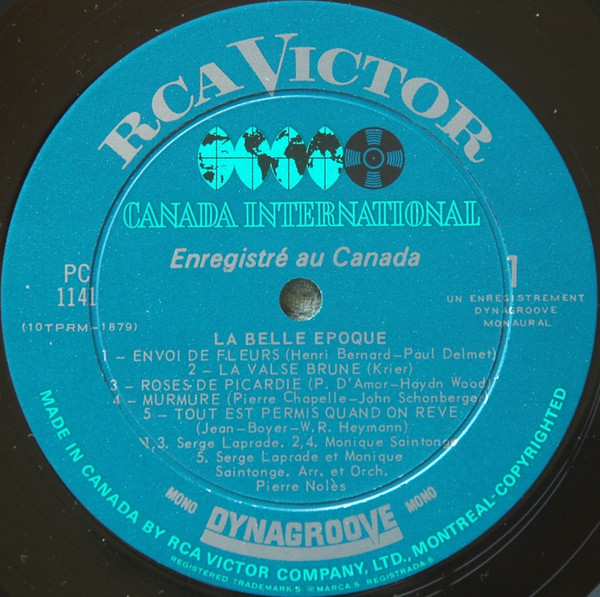 RCA VICTOR
CANADA INTERNATIONAL
Enregistré au Canada
PC
1141
(10TPRM-1879)
1
UN ENREGISTREMENT
DYNAGROOVE
MONAURAL
LA BELLE EPOQUE
1 - ENVOI DE FLEURS (Henri Bernard-Paul Delmet)
2 - LA VALSE BRUNE (Krier)
3 - ROSES DE PICARDIE (P. D'Amor-Haydn Wood)
4 - MURMURE (Pierre Chapelle-John Schonberger)
5 - TOUT EST PERMIS QUAND ON REVE
(Jean-Boyer-W.R. Heymann)
1,3. Serge Laprade. 2,4. Monique Saintonge
5. Serge Laprade et Monique
Saintonge. Arr. et Orch.
Pierre Nolès
MONO DYNAGROOVE MONO
MADE IN CANADA BY RCA VICTOR COMPANY, LTD., MONTREAL-COPYRIGHTED
REGISTERED TRADEMARKS-®MARCA S REGISTRADA S